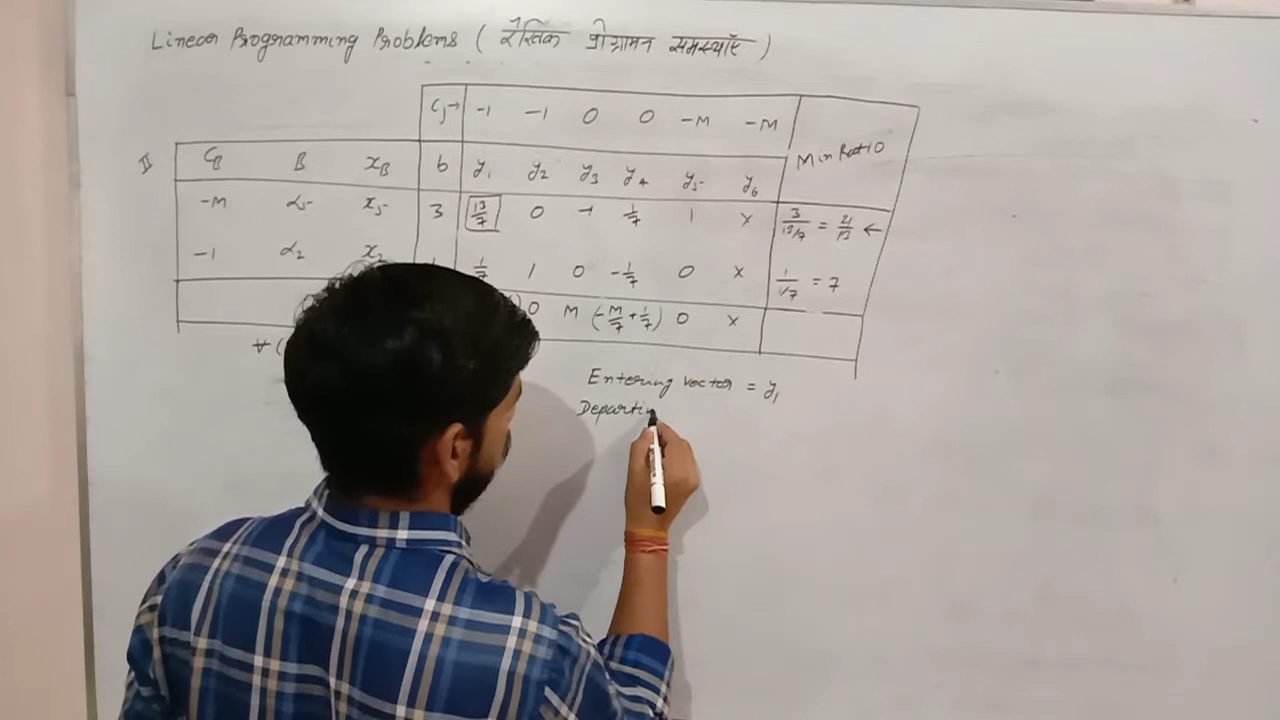 Linear Programming Problems ( रैखिक प्रोग्रामन समस्याएँ )
Cj→ -1 -1 0 0 -M -M Min Ratio
II CB B xB b y1 y2 y3 y4 y5 y6
-M α5 x5 3 13/7 0 -1 1/7 1 × 3/(13/7) = 21/13 ←
-1 α2 x2 1/7 1 0 -1/7 0 × 1/(1/7) = 7
0 M (-M/7 + 1/7) 0 ×
Entering vector = y1
Departin